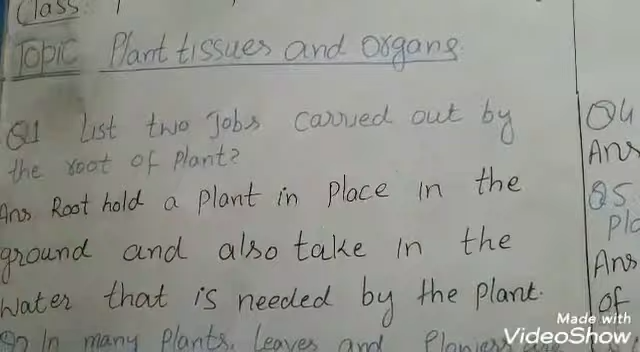 Class
Topic Plant tissues and organs.
Q1 List two Jobs carried out by
the root of Plant?
Ans Root hold a Plant in Place in the
ground and also take in the
Water that is needed by the Plant.
Q2 In many Plants, Leaves and
Q4
Ans
Q5
Pla
Ans
of
Made with
VideoShow